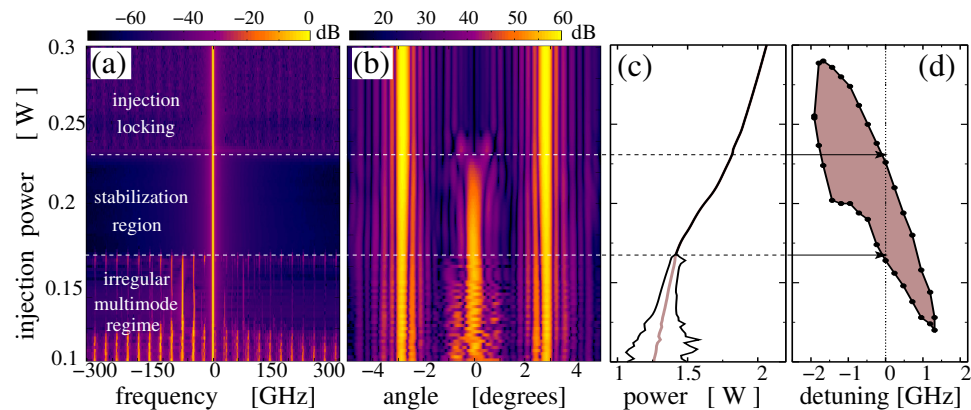 −60 −40 −20 0
dB
20 30 40 50 60
dB
0.3
0.25
0.2
0.15
0.1
injection power [ W ]
(a)
injection
locking
stabilization
region
irregular
multimode
regime
−300 −150 0 150 300
frequency [GHz]
(b)
−4 −2 0 2 4
angle [degrees]
(c)
1 1.5 2
power [ W ]
(d)
−2 −1 0 1 2
detuning [GHz]